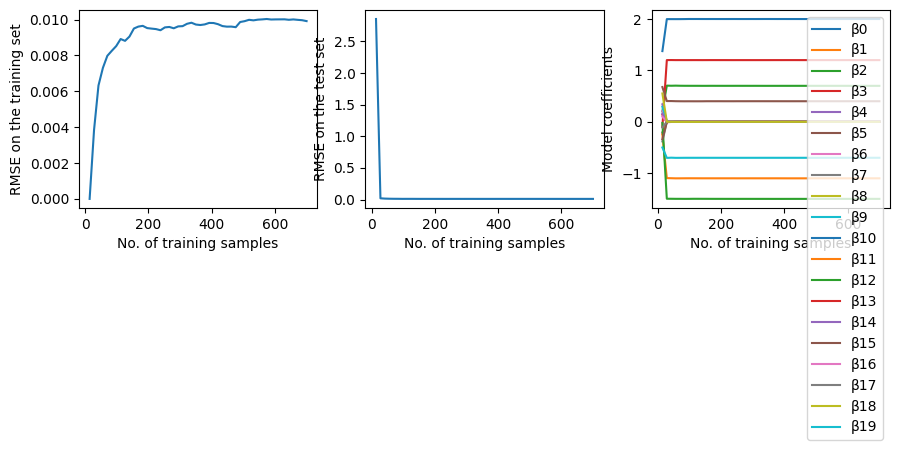 RMSE on the training set
0.010
0.008
0.006
0.004
0.002
0.000
0
200
400
600
No. of training samples
RMSE on the test set
2.5
2.0
1.5
1.0
0.5
0.0
0
200
400
600
No. of training samples
Model coefficients
2
1
0
−1
0
200
400
600
No. of training samples
β0
β1
β2
β3
β4
β5
β6
β7
β8
β9
β10
β11
β12
β13
β14
β15
β16
β17
β18
β19